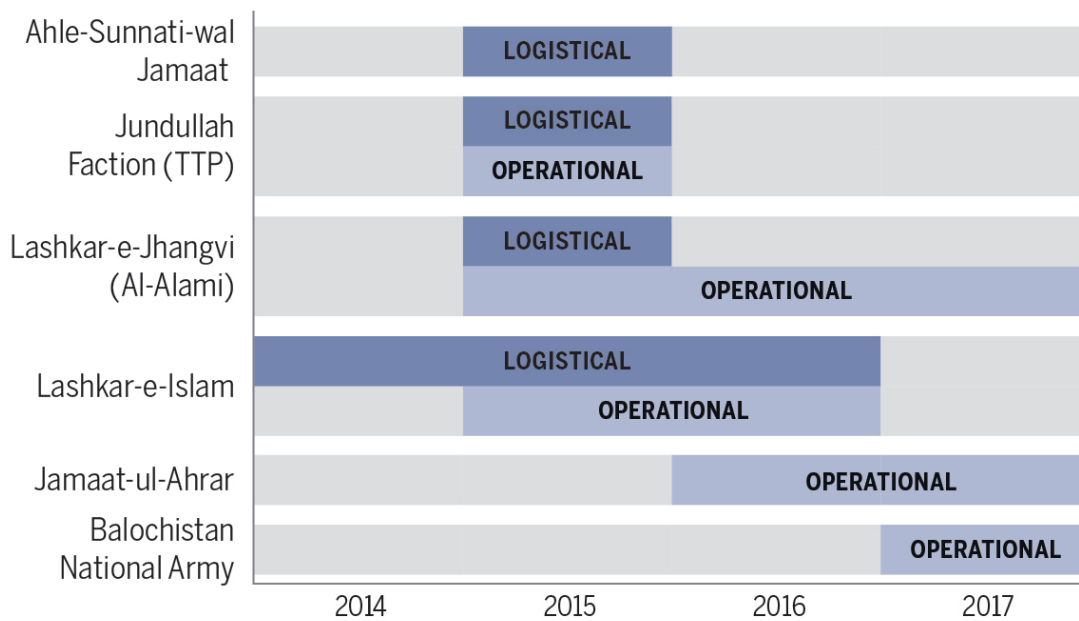 Ahle-Sunnati-wal
Jamaat
LOGISTICAL
Jundullah
Faction (TTP)
LOGISTICAL
OPERATIONAL
Lashkar-e-Jhangvi
(Al-Alami)
LOGISTICAL
OPERATIONAL
Lashkar-e-Islam
LOGISTICAL
OPERATIONAL
Jamaat-ul-Ahrar
OPERATIONAL
Balochistan
National Army
OPERATIONAL
2014 2015 2016 2017